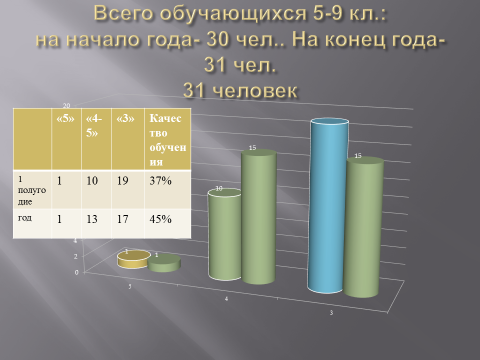 Всего обучающихся 5-9 кл.:
на начало года- 30 чел.. На конец года-
31 чел.
31 человек
20
«5» «4- «3» Качес
5» тво
обучен
ия
1 1 10 19 37%
полуго
дие
год 1 13 17 45%
4
2
0
1 1
10 15
15
5 4 3